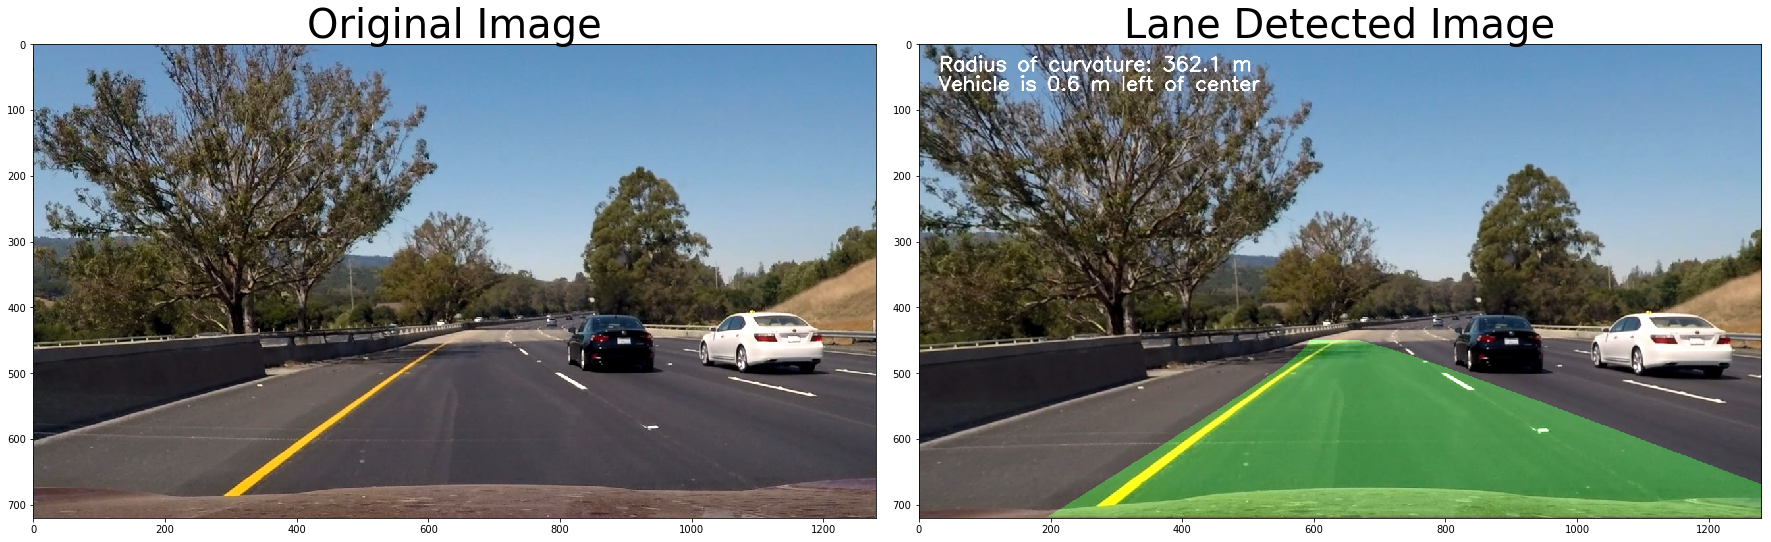 Original Image
0
100
200
300
400
500
600
700
0 200 400 600 800 1000 1200
Lane Detected Image
Radius of curvature: 362.1 m
Vehicle is 0.6 m left of center
0
100
200
300
400
500
600
700
0 200 400 600 800 1000 1200